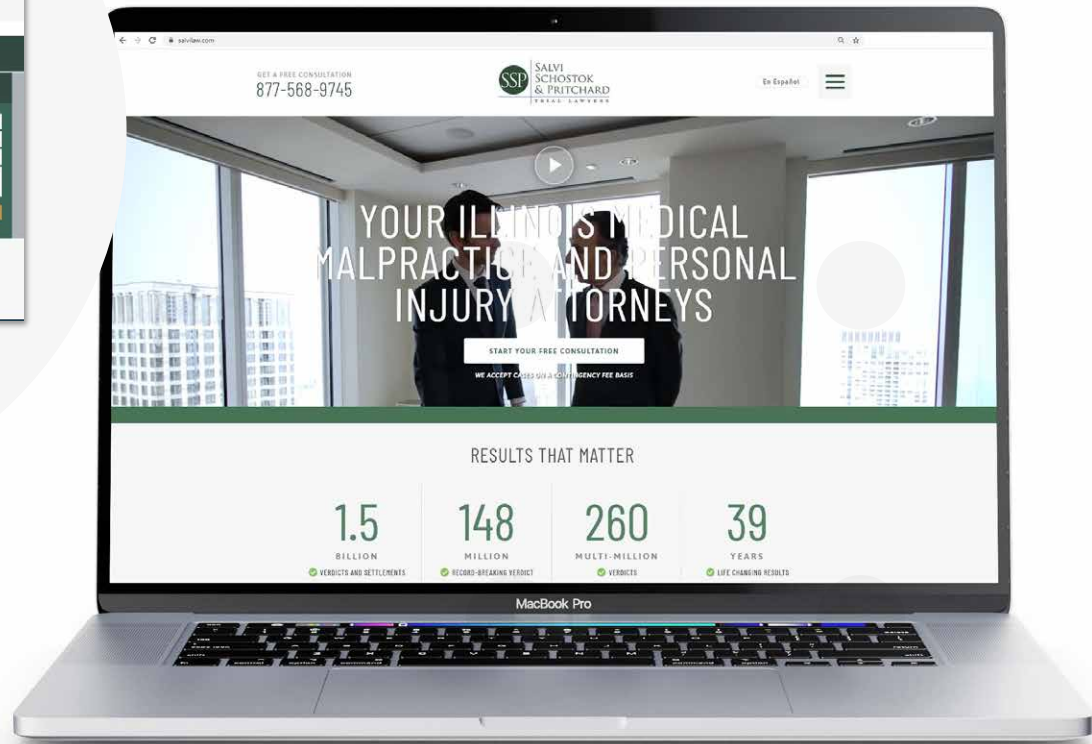 salvilaw.com
GET A FREE CONSULTATION
877-568-9745
SSP
SALVI
SCHOSTOK
& PRITCHARD
TRIAL LAWYERS
En Español
YOUR ILLINOIS MEDICAL
MALPRACTICE AND PERSONAL
INJURY ATTORNEYS
START YOUR FREE CONSULTATION
WE ACCEPT CASES ON A CONTINGENCY FEE BASIS
RESULTS THAT MATTER
1.5
BILLION
VERDICTS AND SETTLEMENTS
148
MILLION
RECORD-BREAKING VERDICT
260
MULTI-MILLION
VERDICTS
39
YEARS
LIFE CHANGING RESULTS
MacBook Pro